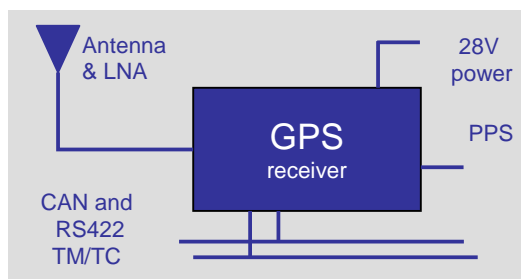 Antenna
& LNA
28V
power
GPS
receiver
PPS
CAN and
RS422
TM/TC